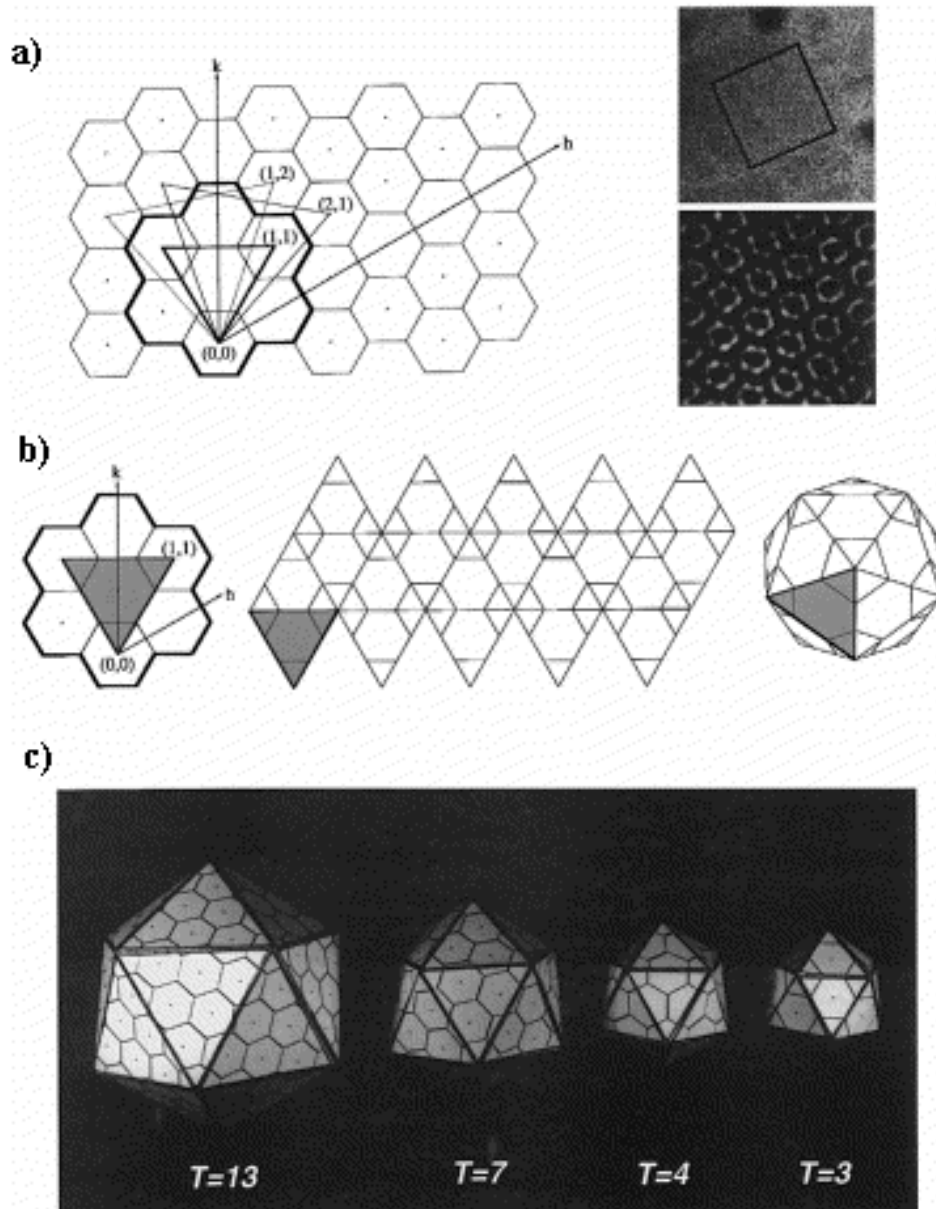 a)
k
h
(1,2)
(2,1)
(1,1)
(0,0)
b)
k
(1,1)
h
(0,0)
c)
T=13 T=7 T=4 T=3